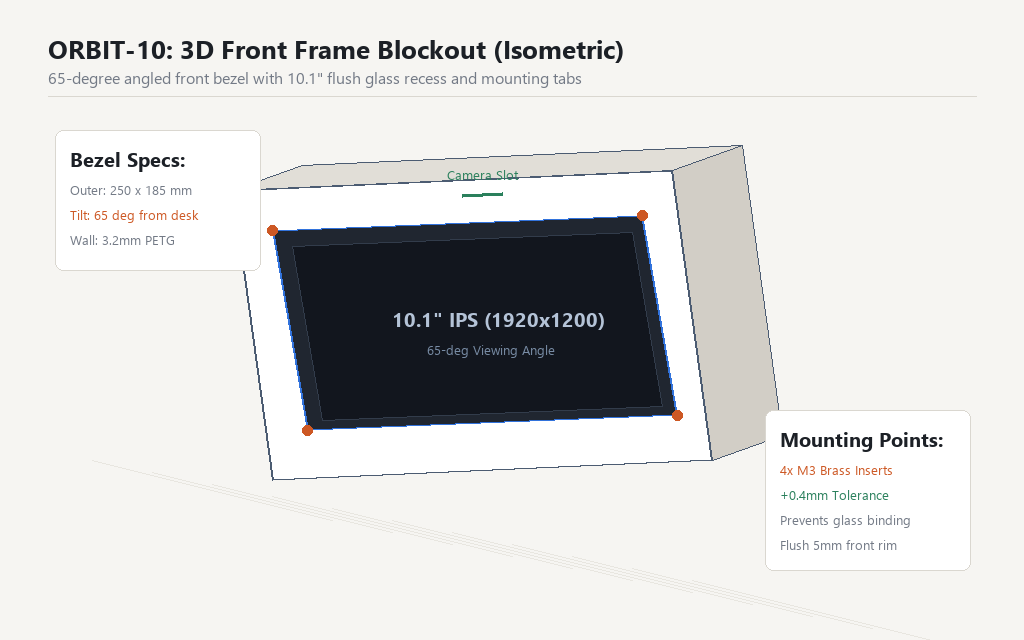 ORBIT-10: 3D Front Frame Blockout (Isometric)
65-degree angled front bezel with 10.1" flush glass recess and mounting tabs
Bezel Specs:
Outer: 250 x 185 mm
Tilt: 65 deg from desk
Wall: 3.2mm PETG
Camera Slot
10.1" IPS (1920x1200)
65-deg Viewing Angle
Mounting Points:
4x M3 Brass Inserts
+0.4mm Tolerance
Prevents glass binding
Flush 5mm front rim